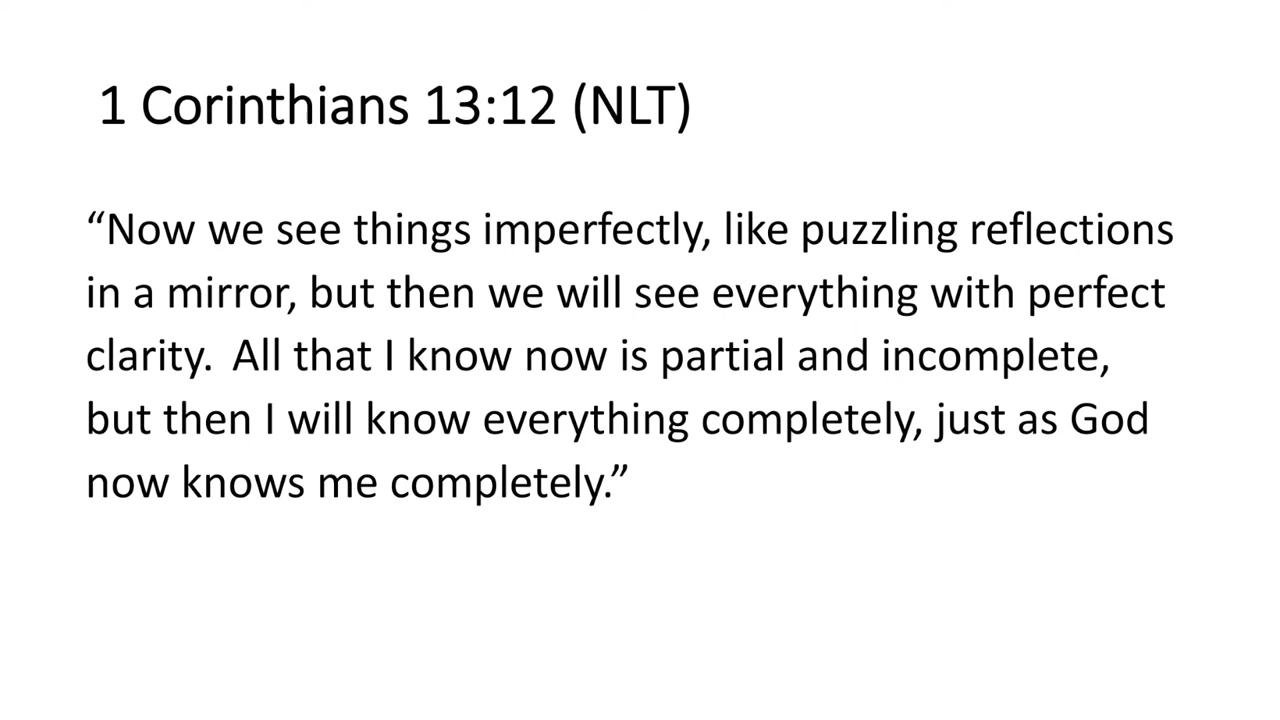 1 Corinthians 13:12 (NLT)
“Now we see things imperfectly, like puzzling reflections
in a mirror, but then we will see everything with perfect
clarity.  All that I know now is partial and incomplete,
but then I will know everything completely, just as God
now knows me completely.”